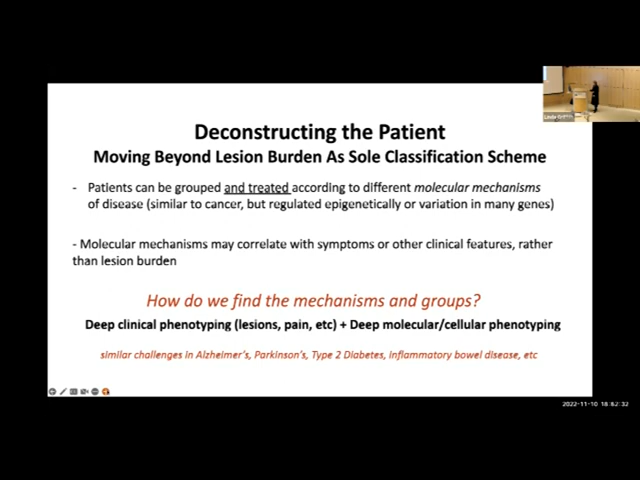 Deconstructing the Patient
Moving Beyond Lesion Burden As Sole Classification Scheme
- Patients can be grouped and treated according to different molecular mechanisms
of disease (similar to cancer, but regulated epigenetically or variation in many genes)
- Molecular mechanisms may correlate with symptoms or other clinical features, rather
than lesion burden
How do we find the mechanisms and groups?
Deep clinical phenotyping (lesions, pain, etc) + Deep molecular/cellular phenotyping
similar challenges in Alzheimer's, Parkinson's, Type 2 Diabetes, inflammatory bowel disease, etc
Linda Griffith
2022-11-10 18:52:32